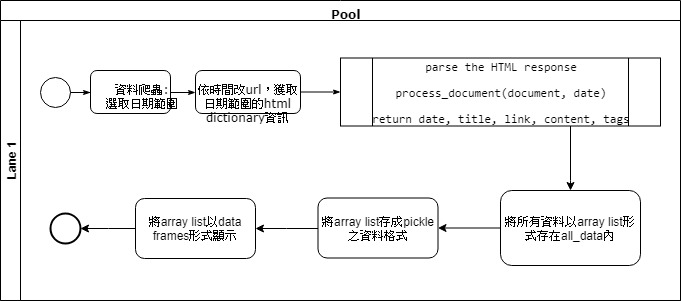 Pool
Lane 1
資料爬蟲:
選取日期範圍
依時間改url，獲取
日期範圍的html
dictionary資訊
parse the HTML response
process_document(document, date)
return date, title, link, content, tags
將所有資料以array list形
式存在all_data內
將array list存成pickle
之資料格式
將array list以data
frames形式顯示